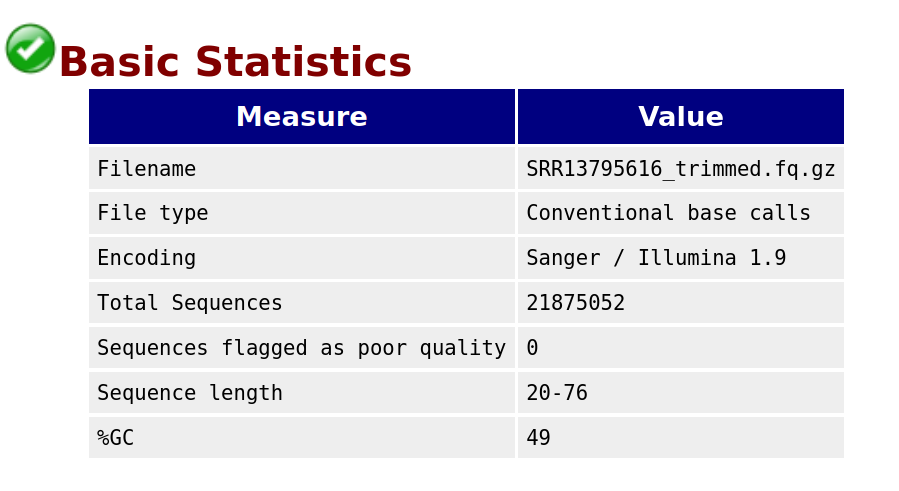 Basic Statistics
Measure Value
Filename SRR13795616_trimmed.fq.gz
File type Conventional base calls
Encoding Sanger / Illumina 1.9
Total Sequences 21875052
Sequences flagged as poor quality 0
Sequence length 20-76
%GC 49